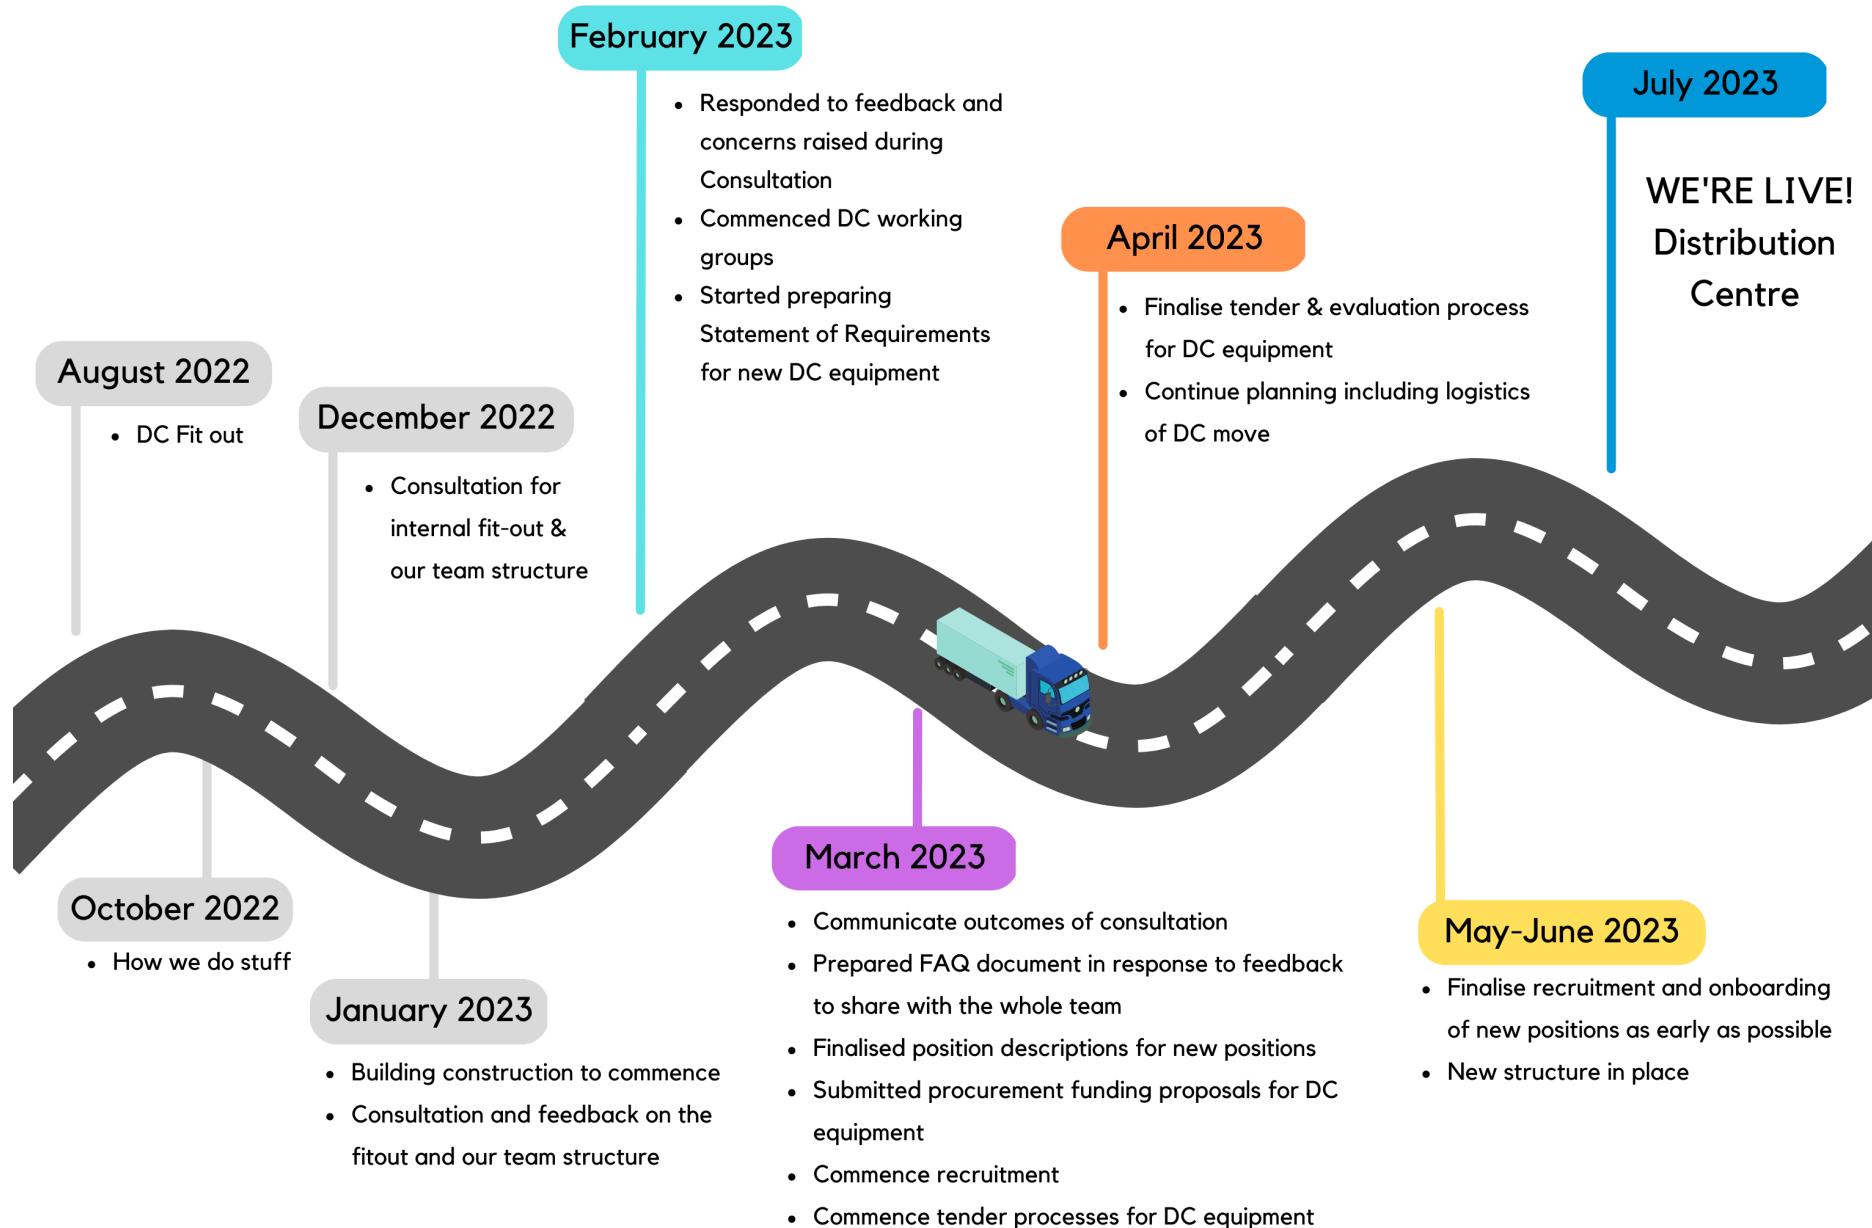 August 2022
• DC Fit out
October 2022
• How we do stuff
December 2022
• Consultation for
internal fit-out &
our team structure
January 2023
• Building construction to commence
• Consultation and feedback on the
fitout and our team structure
February 2023
• Responded to feedback and
concerns raised during
Consultation
• Commenced DC working
groups
• Started preparing
Statement of Requirements
for new DC equipment
March 2023
• Communicate outcomes of consultation
• Prepared FAQ document in response to feedback
to share with the whole team
• Finalised position descriptions for new positions
• Submitted procurement funding proposals for DC
equipment
• Commence recruitment
• Commence tender processes for DC equipment
April 2023
• Finalise tender & evaluation process
for DC equipment
• Continue planning including logistics
of DC move
May-June 2023
• Finalise recruitment and onboarding
of new positions as early as possible
• New structure in place
July 2023
WE'RE LIVE!
Distribution
Centre